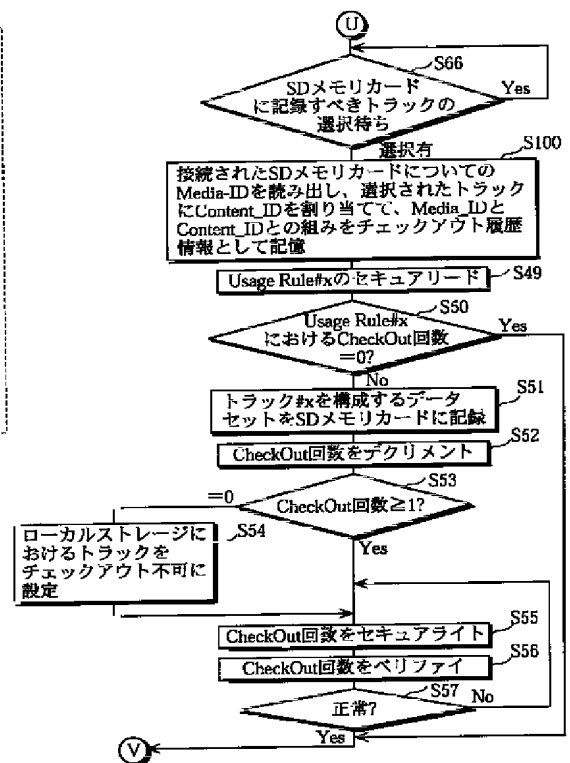 U
S66
SDメモリカード
に記録すべきトラックの
選択待ち
Yes
選択有
S100
接続されたSDメモリカードについての
Media-IDを読み出し、選択されたトラック
にContent_IDを割り当てて、Media_IDと
Content_IDとの組みをチェックアウト履歴
情報として記憶
S49
Usage Rule#xのセキュアリード
S50
Usage Rule#x
におけるCheckOut回数
=0?
Yes
No
S51
トラック#xを構成するデータ
セットをSDメモリカードに記録
S52
CheckOut回数をデクリメント
S53
=0
CheckOut回数≧1?
S54
ローカルストレージに
おけるトラックを
チェックアウト不可に
設定
Yes
S55
CheckOut回数をセキュアライト
S56
CheckOut回数をベリファイ
S57
正常?
No
Yes
V